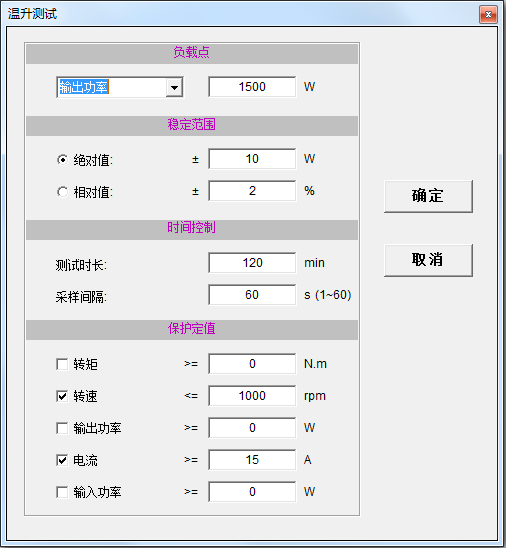 温升测试
负载点
输出功率 1500 W
稳定范围
绝对值: ± 10 W
相对值: ± 2 %
时间控制
测试时长: 120 min
采样间隔: 60 s (1~60)
保护定值
转矩 >= 0 N.m
转速 <= 1000 rpm
输出功率 >= 0 W
电流 >= 15 A
输入功率 >= 0 W
确定
取消